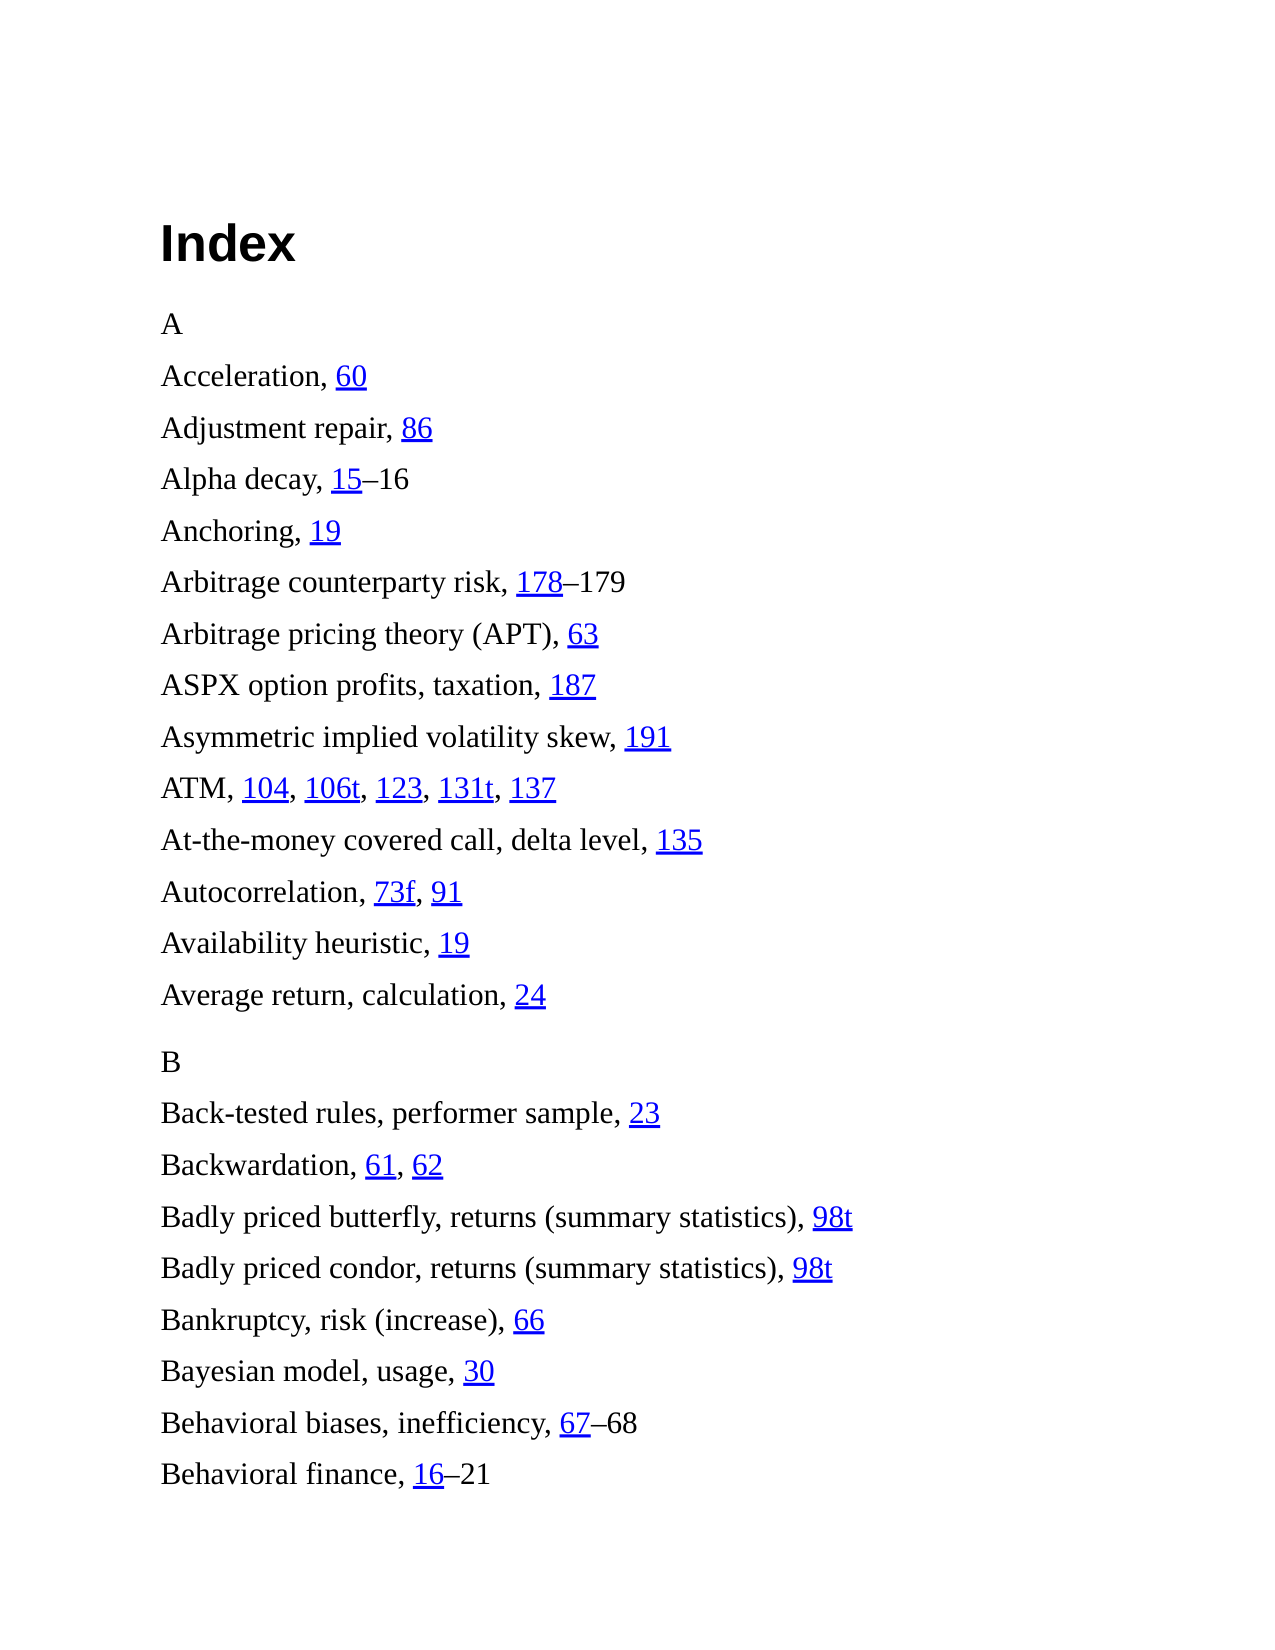 Index
A
Acceleration, 60
Adjustment repair, 86
Alpha decay, 15–16
Anchoring, 19
Arbitrage counterparty risk, 178–179
Arbitrage pricing theory (APT), 63
ASPX option profits, taxation, 187
Asymmetric implied volatility skew, 191
ATM, 104, 106t, 123, 131t, 137
At-the-money covered call, delta level, 135
Autocorrelation, 73f, 91
Availability heuristic, 19
Average return, calculation, 24
B
Back-tested rules, performer sample, 23
Backwardation, 61, 62
Badly priced butterfly, returns (summary statistics), 98t
Badly priced condor, returns (summary statistics), 98t
Bankruptcy, risk (increase), 66
Bayesian model, usage, 30
Behavioral biases, inefficiency, 67–68
Behavioral finance, 16–21